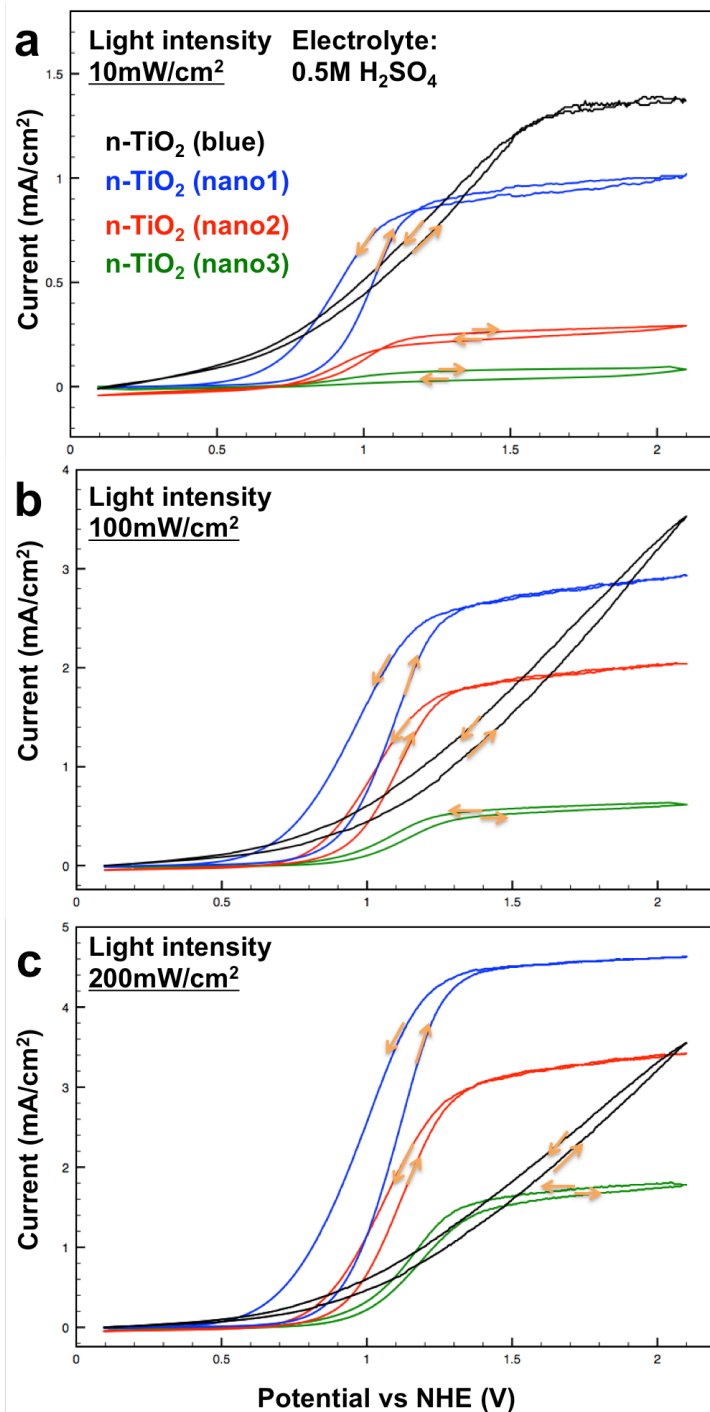 a
Light intensity
10mW/cm²
Electrolyte:
0.5M H₂SO₄
n-TiO₂ (blue)
n-TiO₂ (nano1)
n-TiO₂ (nano2)
n-TiO₂ (nano3)
Current (mA/cm²)
1.5
1
0.5
0
0 0.5 1 1.5 2
b
Light intensity
100mW/cm²
Current (mA/cm²)
4
3
2
1
0
0 0.5 1 1.5 2
c
Light intensity
200mW/cm²
Current (mA/cm²)
5
4
3
2
1
0
0 0.5 1 1.5 2
Potential vs NHE (V)